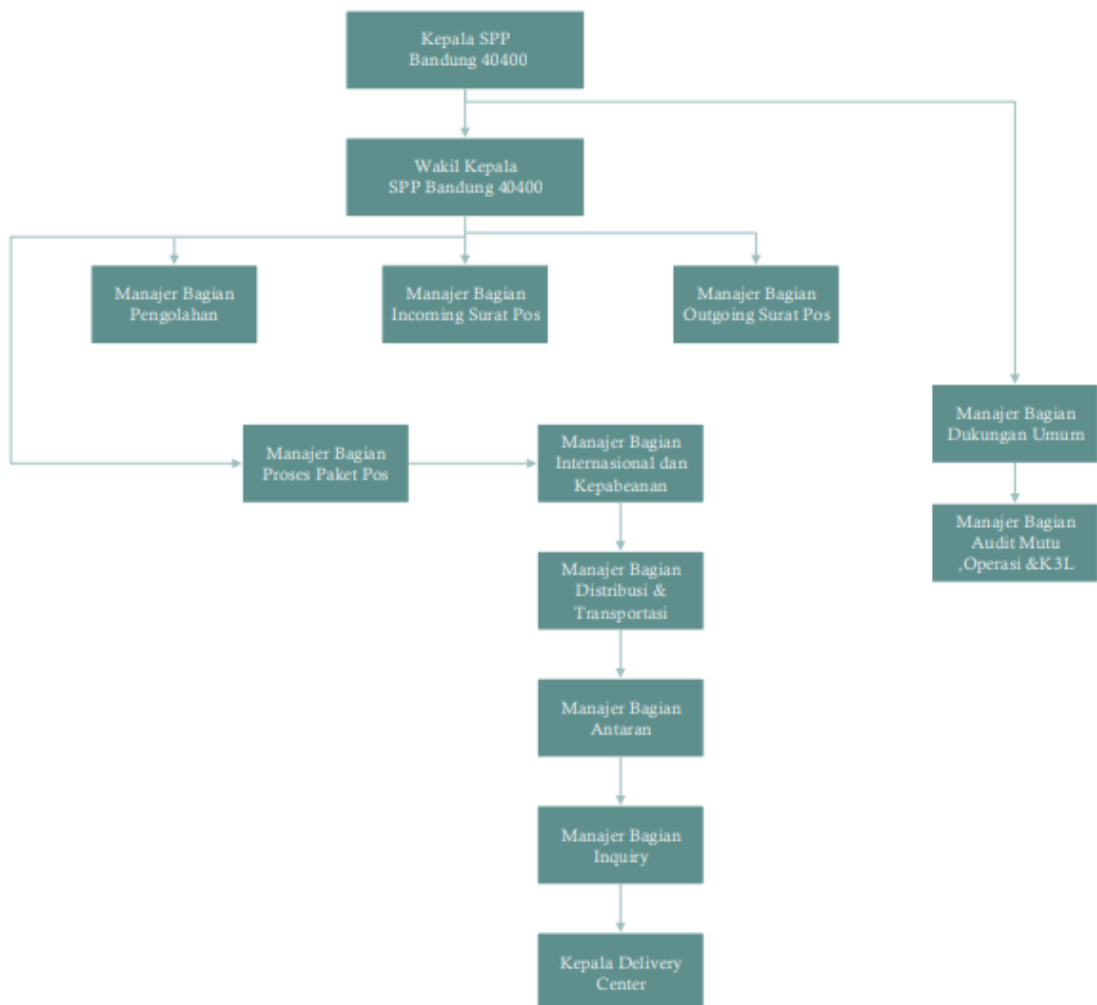 Kepala SPP
Bandung 40400
Wakil Kepala
SPP Bandung 40400
Manajer Bagian
Pengolahan
Manajer Bagian
Incoming Surat Pos
Manajer Bagian
Outgoing Surat Pos
Manajer Bagian
Dukungan Umum
Manajer Bagian
Proses Paket Pos
Manajer Bagian
Internasional dan
Kepabeanan
Manajer Bagian
Audit Mutu
,Operasi &K3L
Manajer Bagian
Distribusi &
Transportasi
Manajer Bagian
Antaran
Manajer Bagian
Inquiry
Kepala Delivery
Center